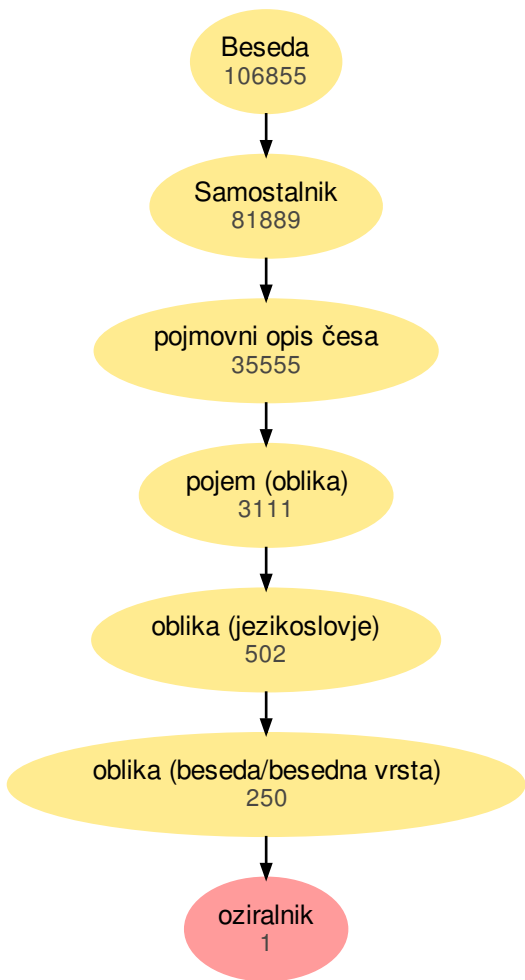 Beseda
106855
Samostalnik
81889
pojmovni opis česa
35555
pojem (oblika)
3111
oblika (jezikoslovje)
502
oblika (beseda/besedna vrsta)
250
oziralnik
1